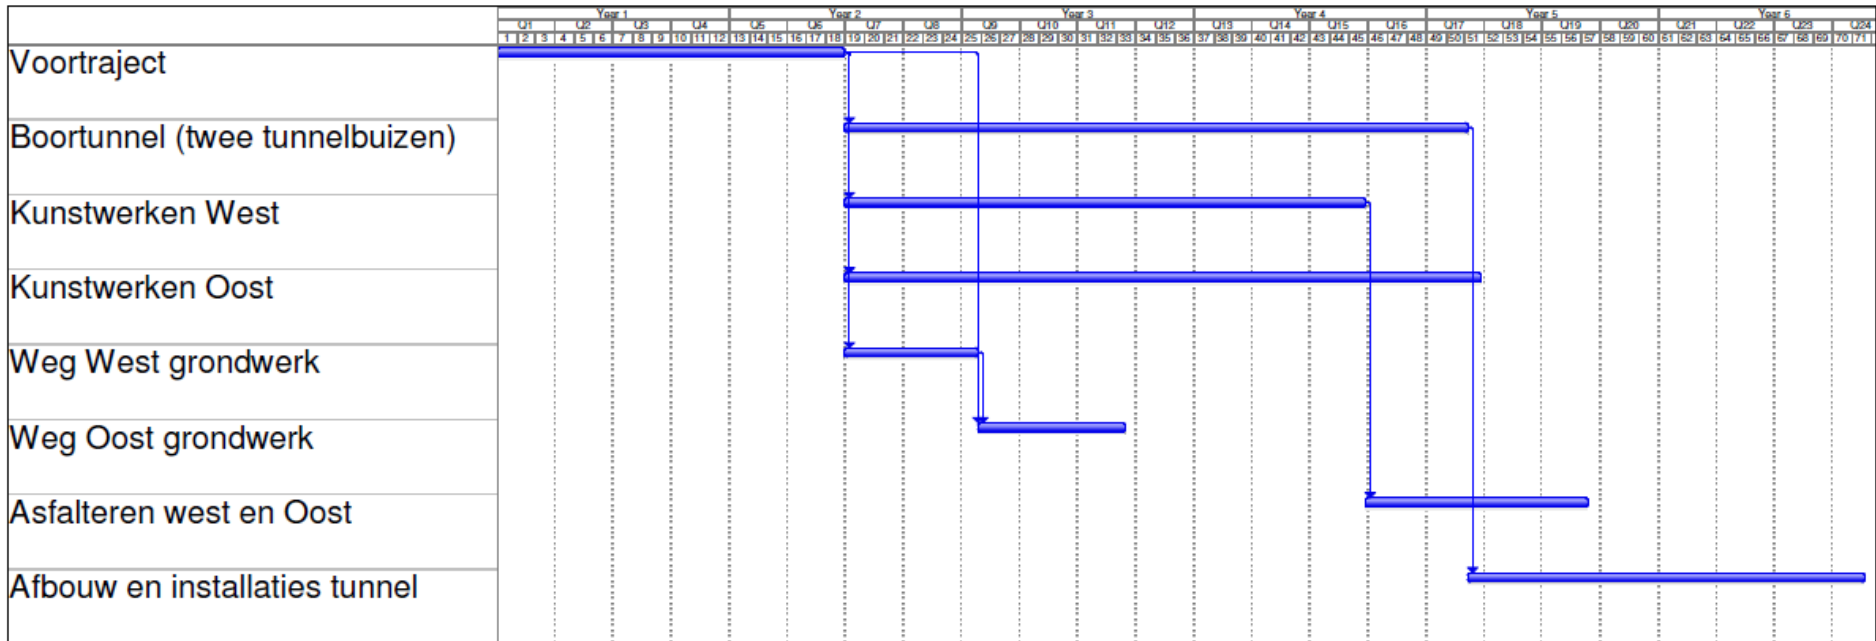 Year 1 Year 2 Year 3 Year 4 Year 5 Year 6
Q1 Q2 Q3 Q4 Q5 Q6 Q7 Q8 Q9 Q10 Q11 Q12 Q13 Q14 Q15 Q16 Q17 Q18 Q19 Q20 Q21 Q22 Q23 Q24
1 2 3 4 5 6 7 8 9 10 11 12 13 14 15 16 17 18 19 20 21 22 23 24 25 26 27 28 29 30 31 32 33 34 35 36 37 38 39 40 41 42 43 44 45 46 47 48 49 50 51 52 53 54 55 56 57 58 59 60 61 62 63 64 65 66 67 68 69 70 71
Voortraject
Boortunnel (twee tunnelbuizen)
Kunstwerken West
Kunstwerken Oost
Weg West grondwerk
Weg Oost grondwerk
Asfalteren west en Oost
Afbouw en installaties tunnel